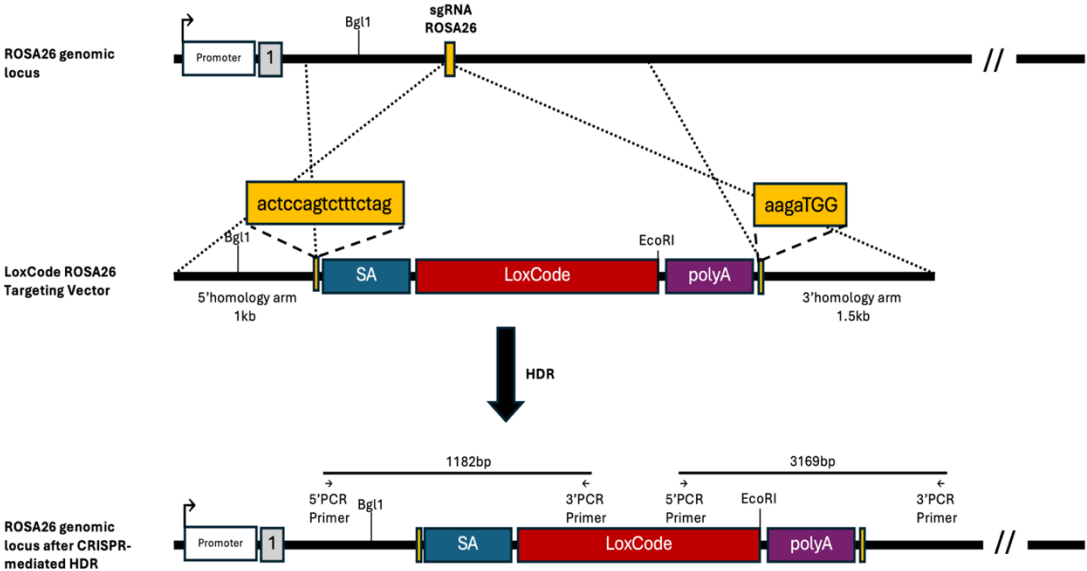 sgRNA
ROSA26
Bgl1
ROSA26 genomic
locus
Promoter
1
//
actccagtctttctag
aagaTGG
Bgl1
EcoRI
LoxCode ROSA26
Targeting Vector
SA
LoxCode
polyA
5'homology arm
1kb
3'homology arm
1.5kb
HDR
1182bp
3169bp
5'PCR
Primer
Bgl1
3'PCR
Primer
5'PCR
Primer
EcoRI
3'PCR
Primer
ROSA26 genomic
locus after CRISPR-
mediated HDR
Promoter
1
SA
LoxCode
polyA
//